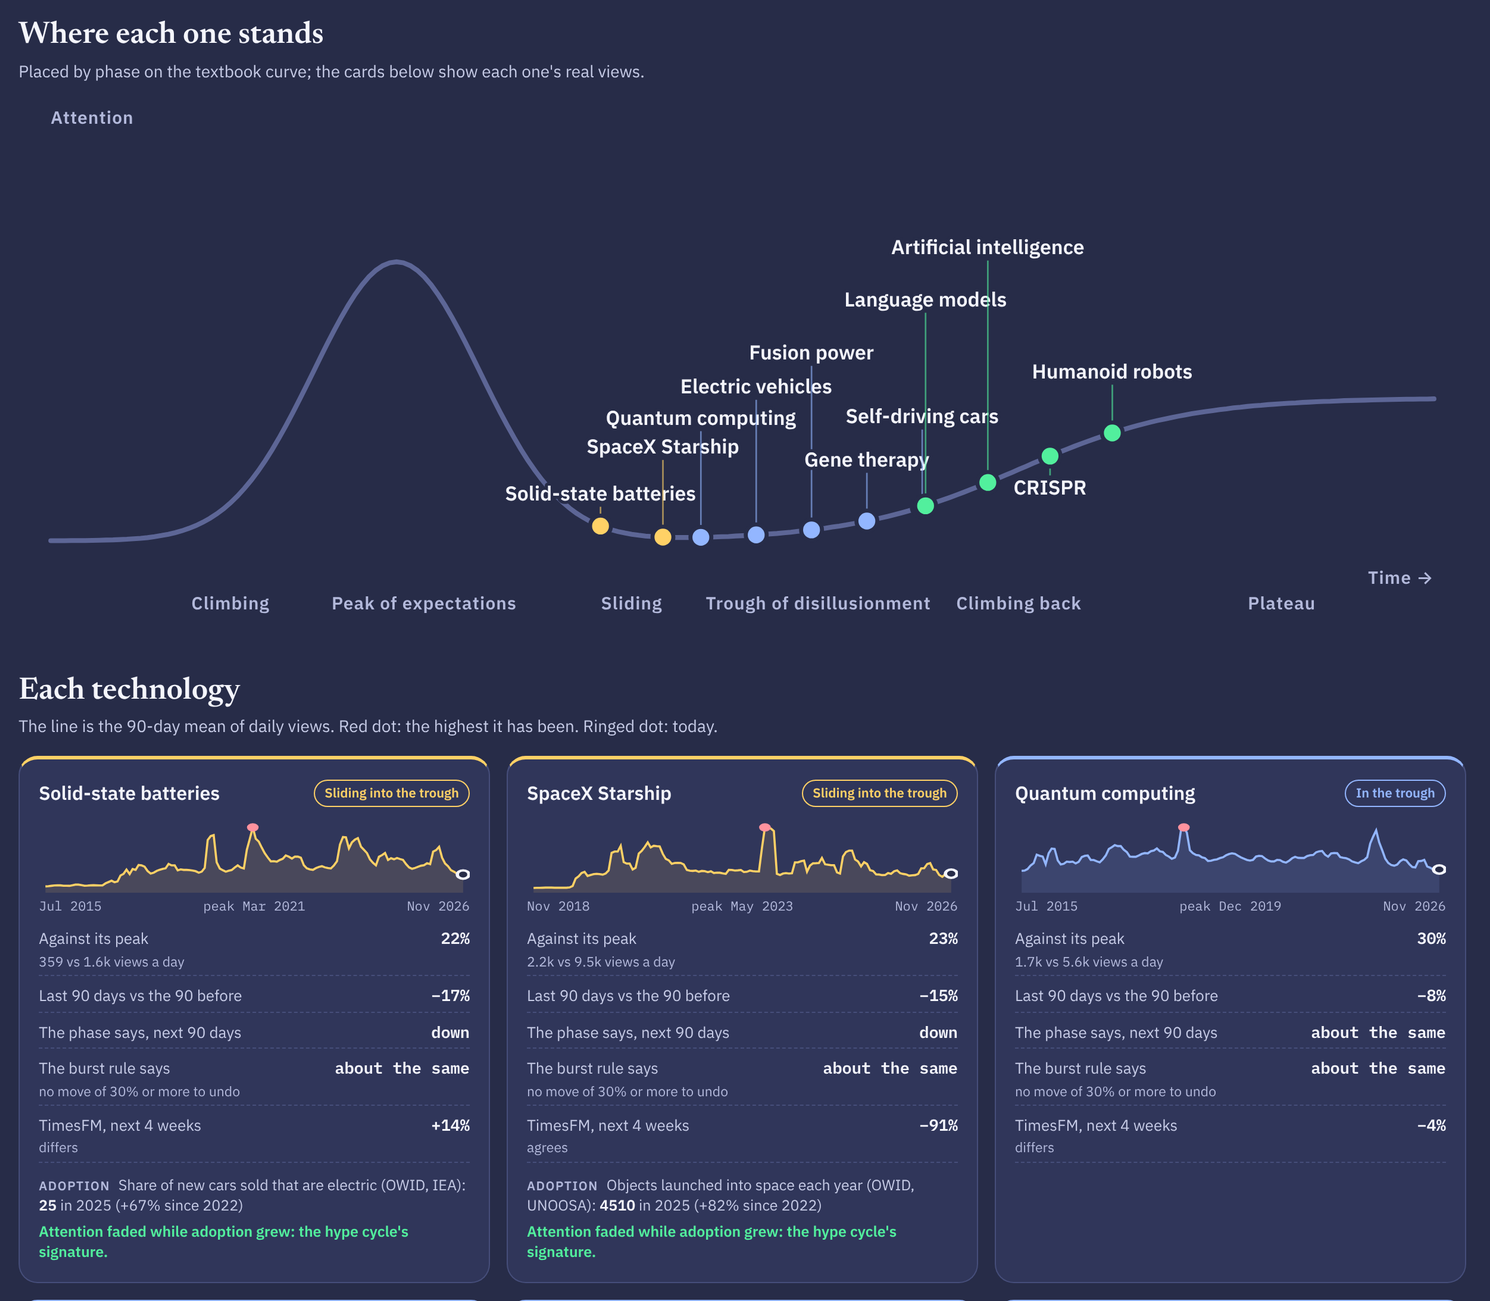 Where each one stands
Placed by phase on the textbook curve; the cards below show each one's real views.
Attention
Artificial intelligence
Language models
Fusion power
Humanoid robots
Electric vehicles
Quantum computing
Self-driving cars
SpaceX Starship
Gene therapy
CRISPR
Solid-state batteries
Time →
Climbing
Peak of expectations
Sliding
Trough of disillusionment
Climbing back
Plateau
Each technology
The line is the 90-day mean of daily views. Red dot: the highest it has been. Ringed dot: today.
Solid-state batteries
Sliding into the trough
Jul 2015 peak Mar 2021 Nov 2026
Against its peak 22%
359 vs 1.6k views a day
Last 90 days vs the 90 before −17%
The phase says, next 90 days down
The burst rule says about the same
no move of 30% or more to undo
TimesFM, next 4 weeks +14%
differs
ADOPTION Share of new cars sold that are electric (OWID, IEA):
25 in 2025 (+67% since 2022)
Attention faded while adoption grew: the hype cycle's
signature.
SpaceX Starship
Sliding into the trough
Nov 2018 peak May 2023 Nov 2026
Against its peak 23%
2.2k vs 9.5k views a day
Last 90 days vs the 90 before −15%
The phase says, next 90 days down
The burst rule says about the same
no move of 30% or more to undo
TimesFM, next 4 weeks −91%
agrees
ADOPTION Objects launched into space each year (OWID,
UNOOSA): 4510 in 2025 (+82% since 2022)
Attention faded while adoption grew: the hype cycle's
signature.
Quantum computing
In the trough
Jul 2015 peak Dec 2019 Nov 2026
Against its peak 30%
1.7k vs 5.6k views a day
Last 90 days vs the 90 before −8%
The phase says, next 90 days about the same
The burst rule says about the same
no move of 30% or more to undo
TimesFM, next 4 weeks −4%
differs